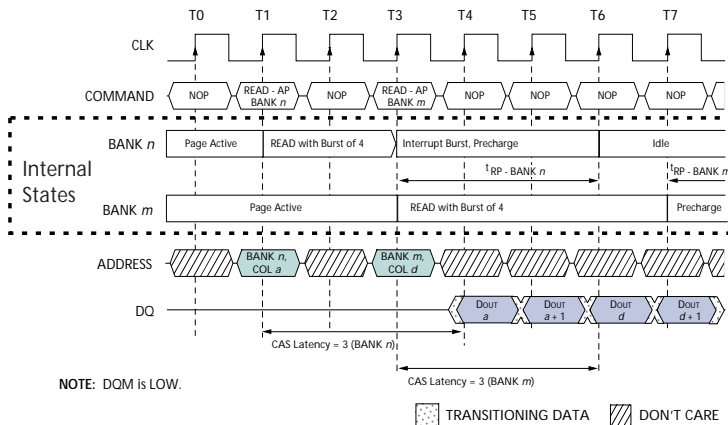 T0 T1 T2 T3 T4 T5 T6 T7
CLK
COMMAND NOP READ - AP BANK n NOP READ - AP BANK m NOP NOP NOP NOP
Internal States
BANK n Page Active READ with Burst of 4 Interrupt Burst, Precharge Idle
tRP - BANK n tRP - BANK m
BANK m Page Active READ with Burst of 4 Precharge
ADDRESS BANK n, COL a BANK m, COL d
DQ DOUT a DOUT a + 1 DOUT d DOUT d + 1
CAS Latency = 3 (BANK n)
CAS Latency = 3 (BANK m)
NOTE: DQM is LOW.
TRANSITIONING DATA DON'T CARE